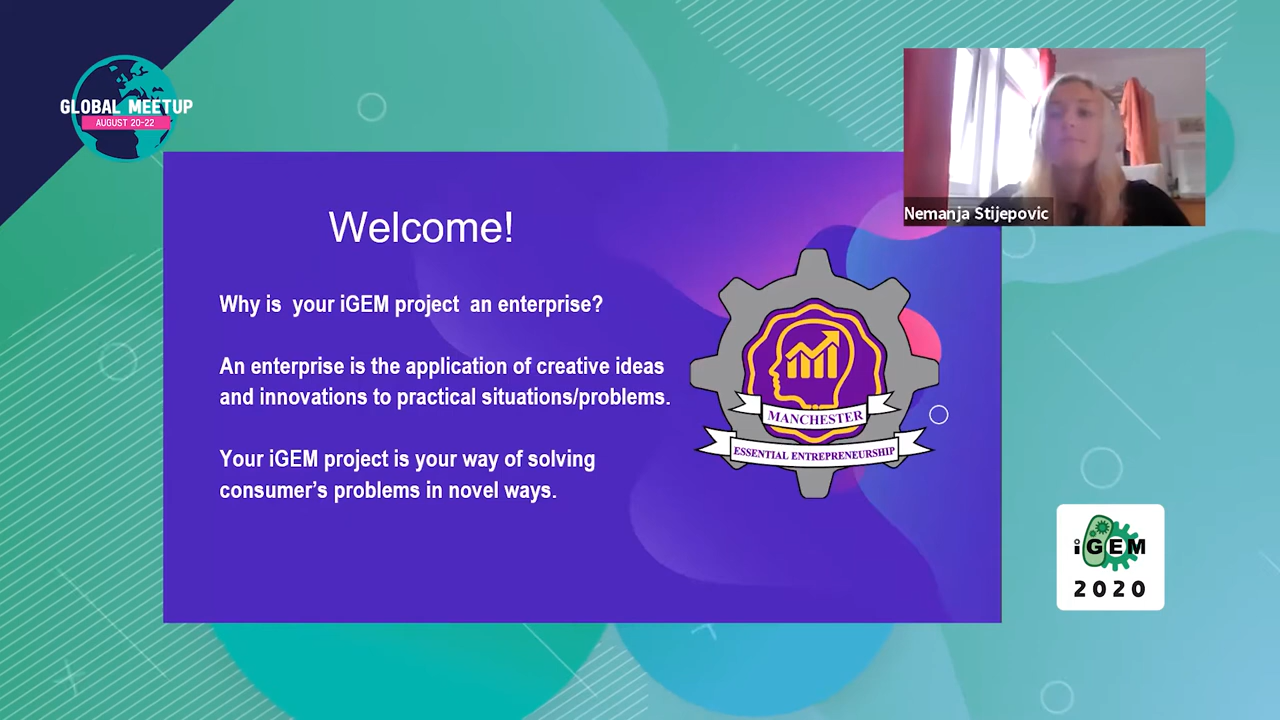 GLOBAL MEETUP
AUGUST 20-22
Nemanja Stijepovic
Welcome!
Why is  your iGEM project  an enterprise?
An enterprise is the application of creative ideas
and innovations to practical situations/problems.
Your iGEM project is your way of solving
consumer’s problems in novel ways.
MANCHESTER
ESSENTIAL ENTREPRENEURSHIP
iGEM
2020